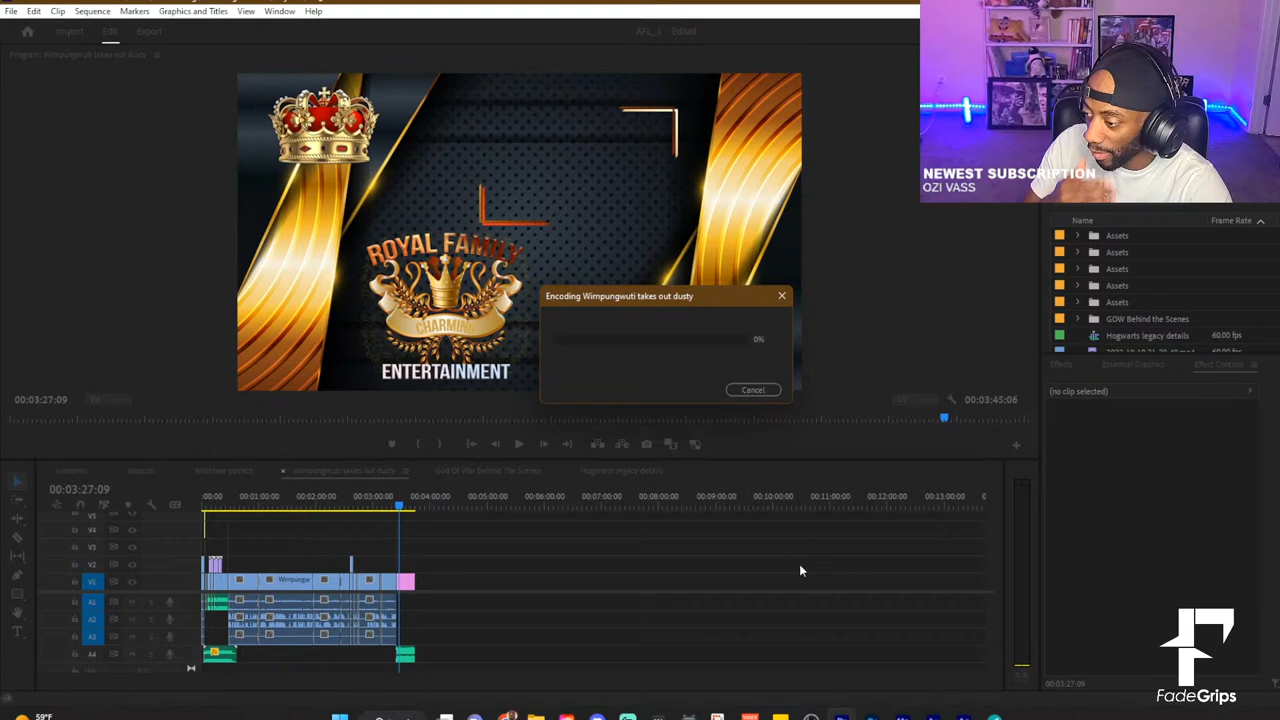 File Edit Clip Sequence Markers Graphics and Titles View Window Help
Import Edit Export
AFL_1 Edited
Program: Wimpungwuti takes out dusty
ROYAL FAMILY
CHARMING
ENTERTAINMENT
NEWEST SUBSCRIPTION
OZI VASS
Encoding Wimpungwuti takes out dusty
0%
Cancel
Name Frame Rate
Assets
Assets
Assets
Assets
Assets
GOW Behind the Scenes
Hogwarts legacy details 60.00 fps
60.00 fps
Effects Essential Graphics Effect Controls
(no clip selected)
00:03:27:09
00:03:45:06
Matthew politics × wimpungwuti takes out dusty God Of War Behind The Scenes Hogwarts legacy details
00:03:27:09
:00:00 00:01:00:00 00:02:00:00 00:03:00:00 00:04:00:00 00:05:00:00 00:06:00:00 00:07:00:00 00:08:00:00 00:09:00:00 00:10:00:00 00:11:00:00 00:12:00:00 00:13:00:00
V5
V4
V3
V2
V1 Wimpungw
A1 M S
A2 M S
A3 M S
A4 M S
00:03:27:09
FadeGrips
59°F